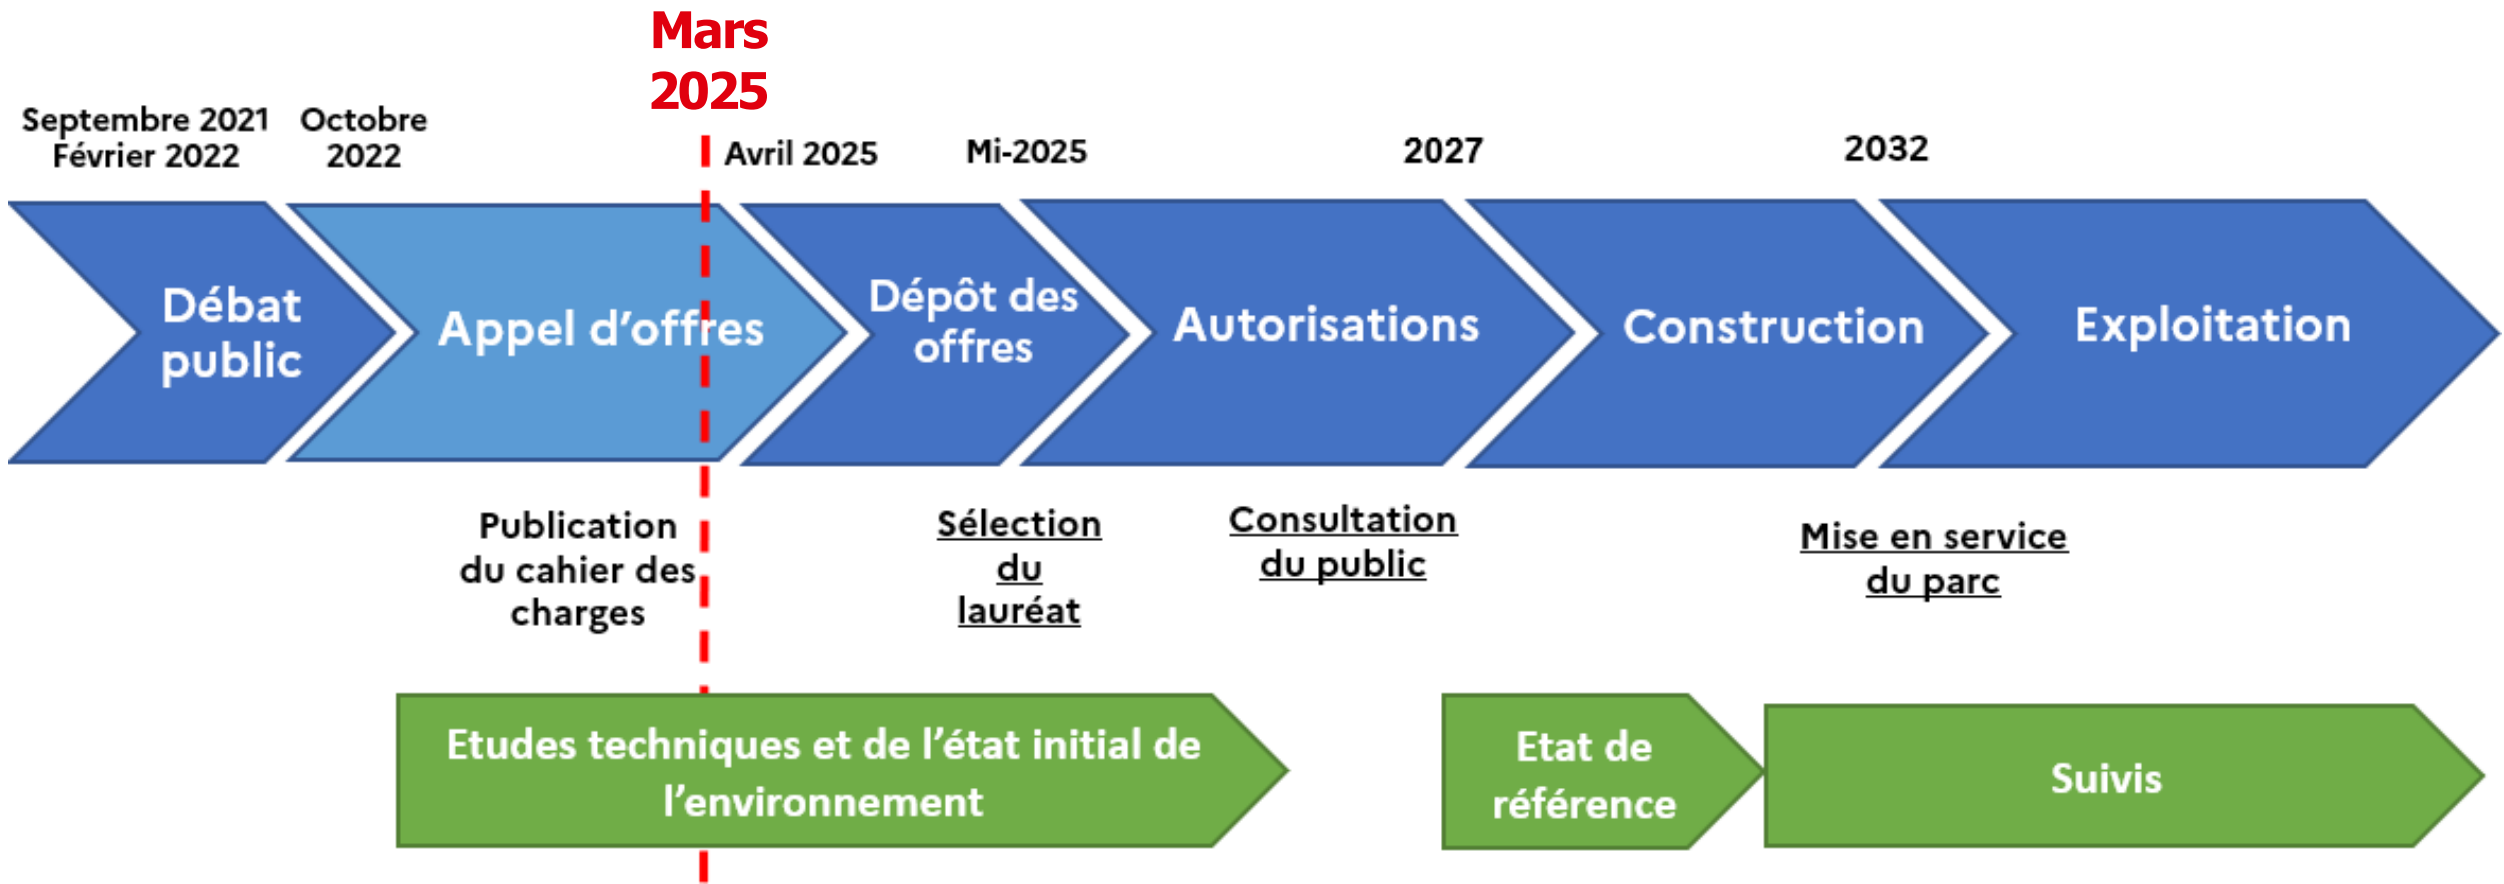 Mars
2025
Septembre 2021
Février 2022
Octobre
2022
Avril 2025
Mi-2025
2027
2032
Débat
public
Appel d’offres
Dépôt des
offres
Autorisations
Construction
Exploitation
Publication
du cahier des
charges
Sélection
du
lauréat
Consultation
du public
Mise en service
du parc
Etudes techniques et de l’état initial de
l’environnement
Etat de
référence
Suivis